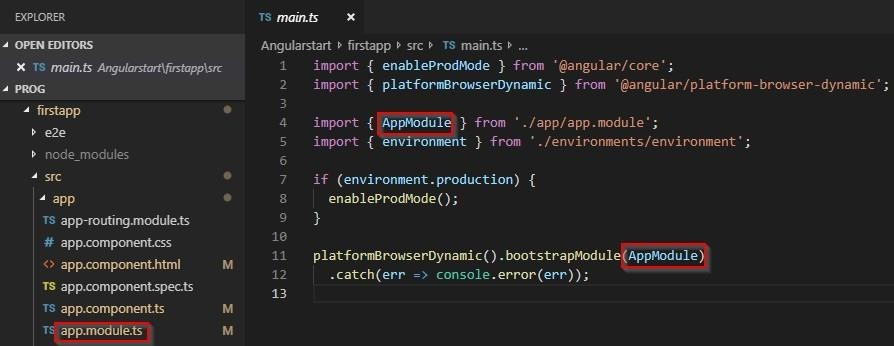 EXPLORER
OPEN EDITORS
× TS main.ts Angularstart\firstapp\src
PROG
firstapp
e2e
node_modules
src
app
TS app-routing.module.ts
# app.component.css
<> app.component.html M
TS app.component.spec.ts
TS app.component.ts M
TS app.module.ts M
TS main.ts ×
Angularstart > firstapp > src > TS main.ts > ...
1 import { enableProdMode } from '@angular/core';
2 import { platformBrowserDynamic } from '@angular/platform-browser-dynamic';
3
4 import { AppModule } from './app/app.module';
5 import { environment } from './environments/environment';
6
7 if (environment.production) {
8   enableProdMode();
9 }
10
11 platformBrowserDynamic().bootstrapModule(AppModule)
12   .catch(err => console.error(err));
13